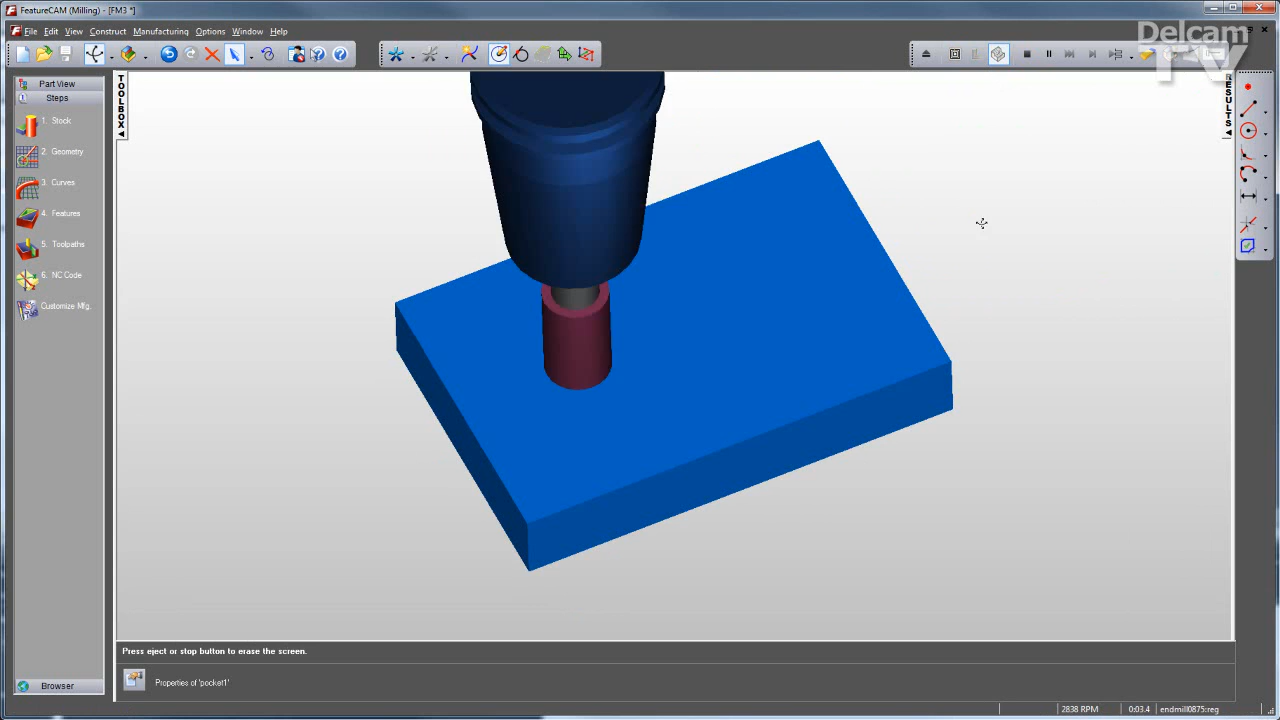 FeatureCAM (Milling) - [FM3 *]
File Edit View Construct Manufacturing Options Window Help
Delcam
TV
Part View
Steps
TOOLBOX
RESULTS
1. Stock
2. Geometry
3. Curves
4. Features
5. Toolpaths
6. NC Code
Customize Mfg.
Press eject or stop button to erase the screen.
Properties of 'pocket1'
Browser
2838 RPM 0:03.4 endmill0875:reg